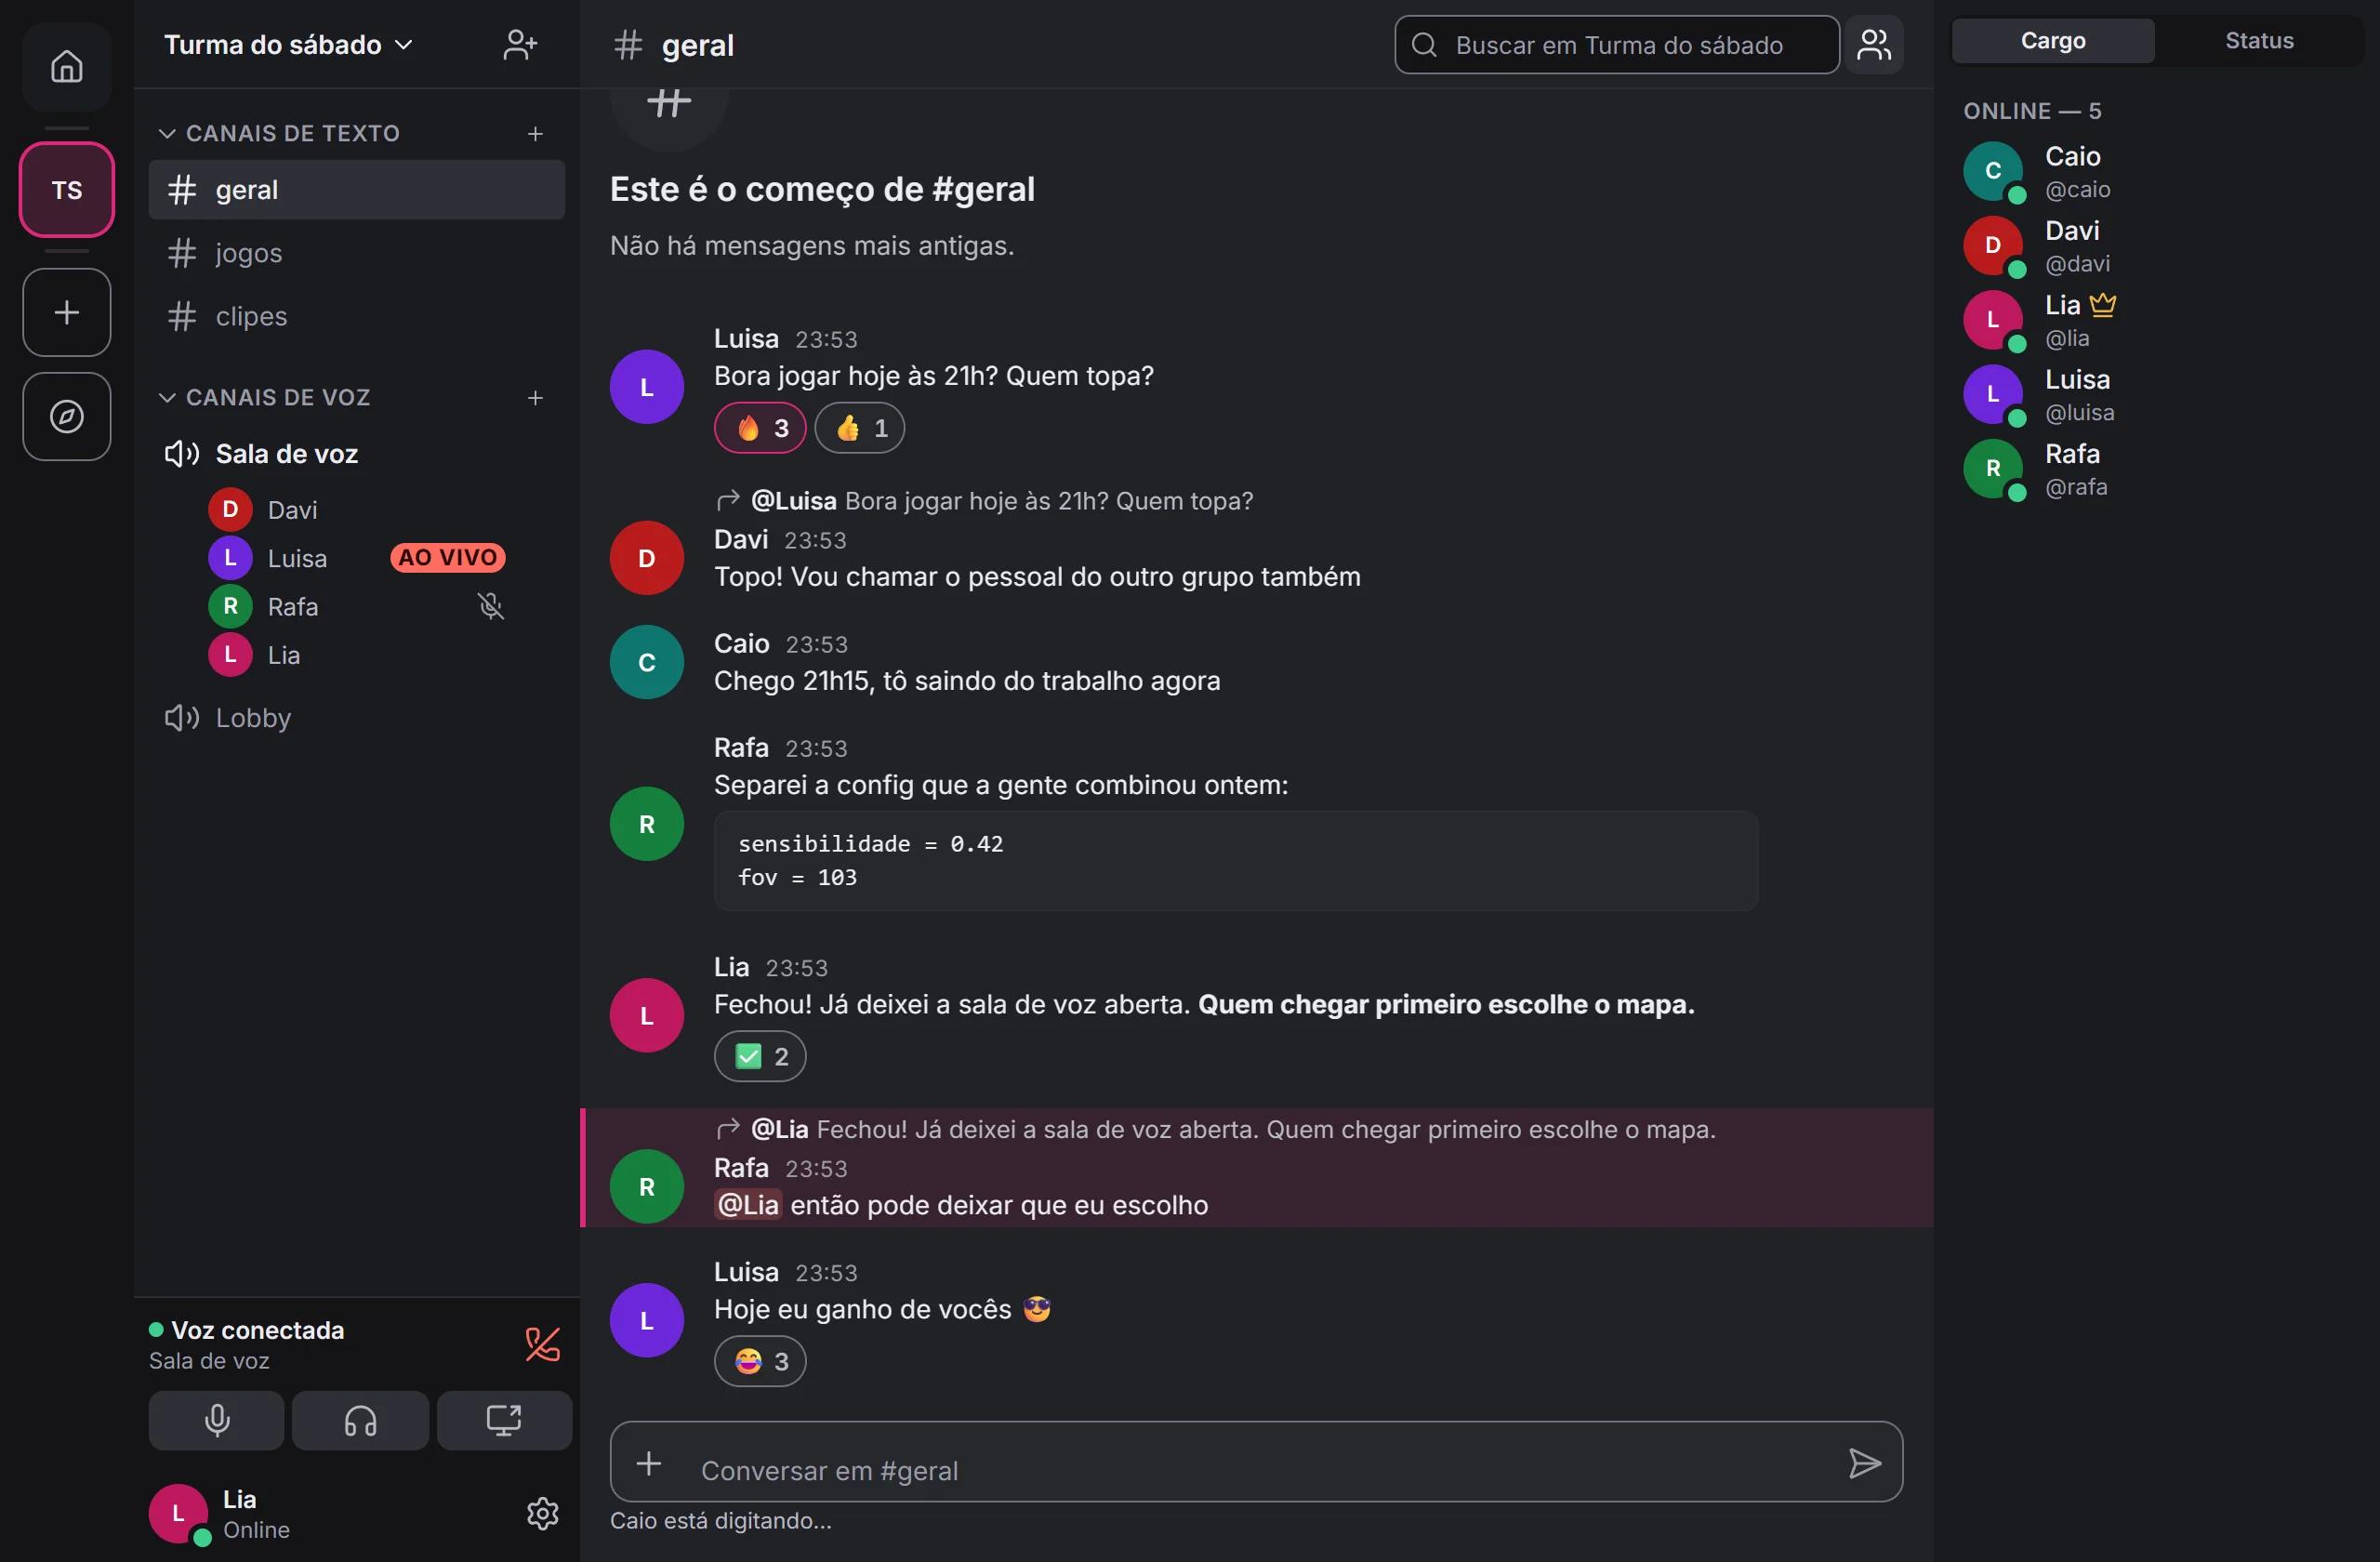 TS
Turma do sábado
CANAIS DE TEXTO
geral
jogos
clipes
CANAIS DE VOZ
Sala de voz
D Davi
L Luisa AO VIVO
R Rafa
L Lia
Lobby
Voz conectada
Sala de voz
L Lia
Online
# geral
Buscar em Turma do sábado
#
Este é o começo de #geral
Não há mensagens mais antigas.
L
Luisa 23:53
Bora jogar hoje às 21h? Quem topa?
🔥 3 👍 1
@Luisa Bora jogar hoje às 21h? Quem topa?
D
Davi 23:53
Topo! Vou chamar o pessoal do outro grupo também
C
Caio 23:53
Chego 21h15, tô saindo do trabalho agora
R
Rafa 23:53
Separei a config que a gente combinou ontem:
sensibilidade = 0.42
fov = 103
L
Lia 23:53
Fechou! Já deixei a sala de voz aberta. Quem chegar primeiro escolhe o mapa.
✅ 2
@Lia Fechou! Já deixei a sala de voz aberta. Quem chegar primeiro escolhe o mapa.
R
Rafa 23:53
@Lia então pode deixar que eu escolho
L
Luisa 23:53
Hoje eu ganho de vocês 😎
😂 3
Conversar em #geral
Caio está digitando...
Cargo Status
ONLINE — 5
C Caio
@caio
D Davi
@davi
L Lia
@lia
L Luisa
@luisa
R Rafa
@rafa